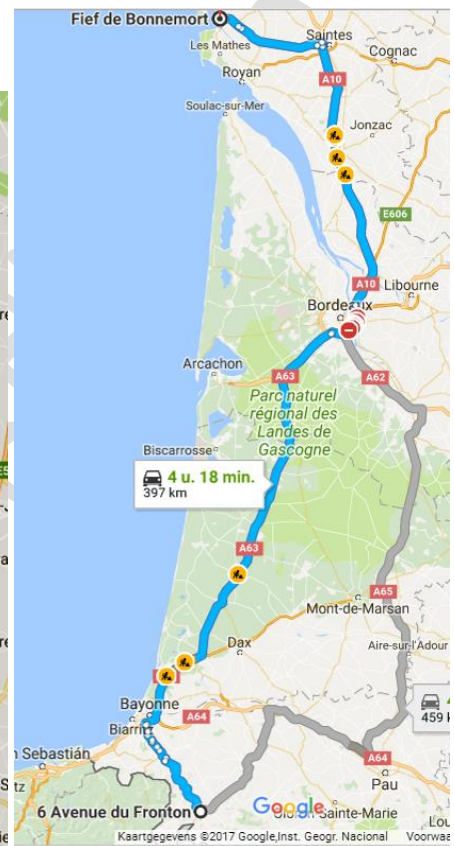 Fief de Bonnemort
Les Mathes
Saintes
Cognac
Royan
A10
Soulac-sur-Mer
Jonzac
E606
A10
Libourne
Bordeaux
Arcachon
A63
A62
Parc naturel
régional des
Landes de
Gascogne
Biscarrosse
4 u. 18 min.
397 km
A63
A65
Mont-de-Marsan
Dax
Aire-sur-l'Adour
Bayonne
A64
Biarritz
459 k
n Sebastián
A64
Pau
6 Avenue du Fronton
Google
Sainte-Marie
Lou
Kaartgegevens ©2017 Google,Inst. Geogr. Nacional
Voorwaa